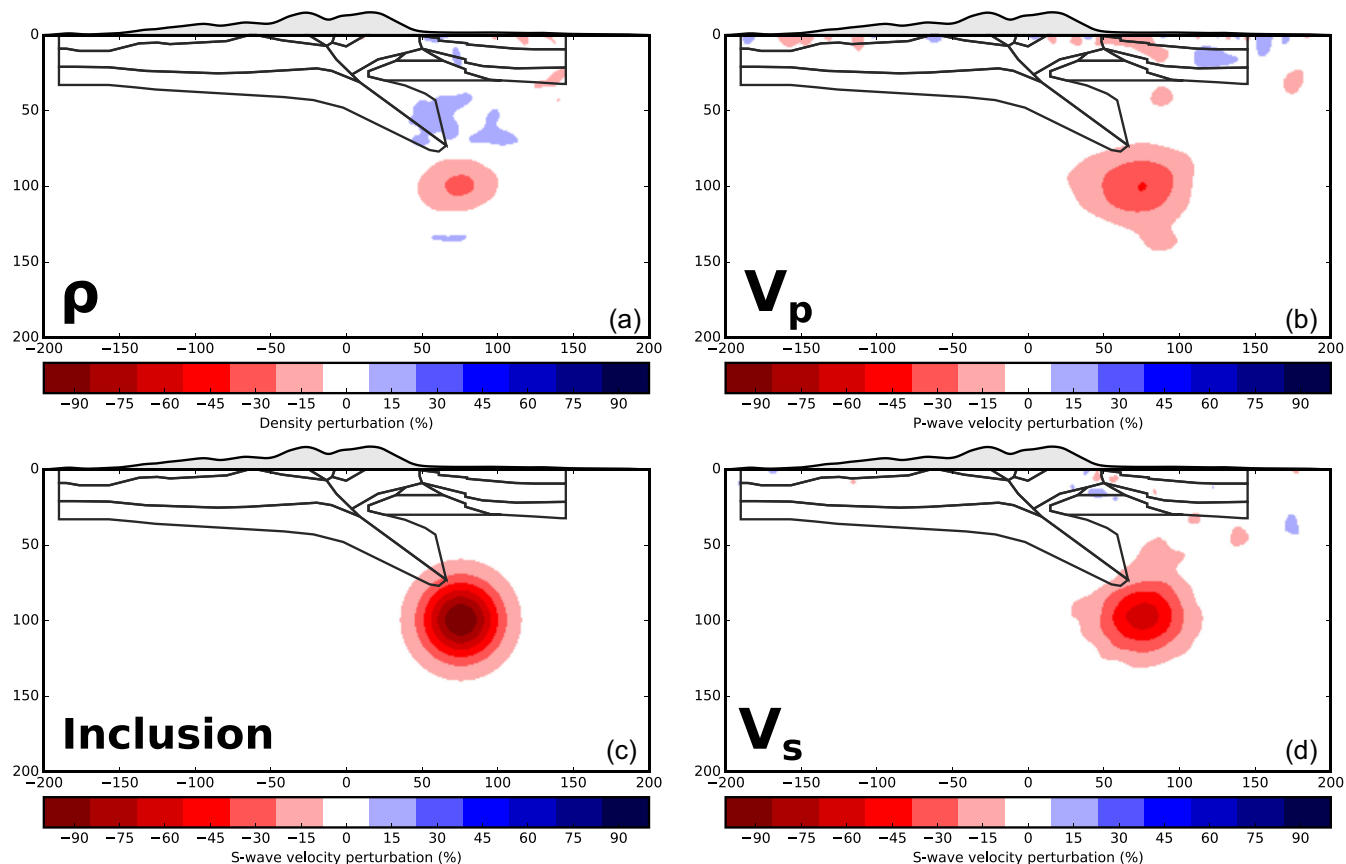 0
50
100
150
200
ρ
(a)
−200 −150 −100 −50 0 50 100 150 200
−90 −75 −60 −45 −30 −15 0 15 30 45 60 75 90
Density perturbation (%)
0
50
100
150
200
Vp
(b)
−200 −150 −100 −50 0 50 100 150 200
−90 −75 −60 −45 −30 −15 0 15 30 45 60 75 90
P-wave velocity perturbation (%)
0
50
100
150
200
Inclusion
(c)
−200 −150 −100 −50 0 50 100 150 200
−90 −75 −60 −45 −30 −15 0 15 30 45 60 75 90
S-wave velocity perturbation (%)
0
50
100
150
200
Vs
(d)
−200 −150 −100 −50 0 50 100 150 200
−90 −75 −60 −45 −30 −15 0 15 30 45 60 75 90
S-wave velocity perturbation (%)